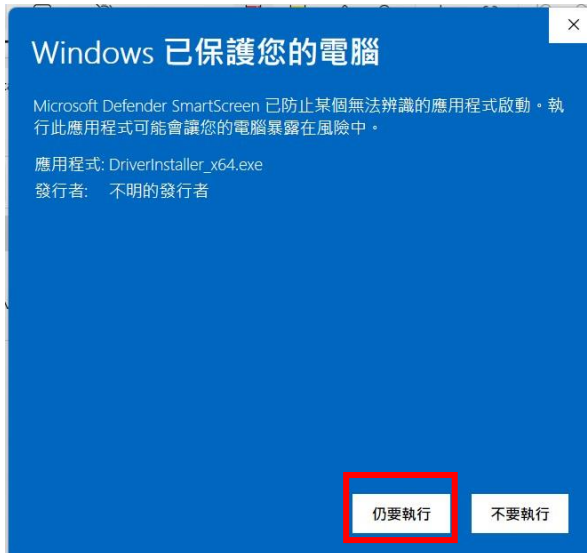 Windows 已保護您的電腦
Microsoft Defender SmartScreen 已防止某個無法辨識的應用程式啟動。執
行此應用程式可能會讓您的電腦暴露在風險中。
應用程式: DriverInstaller_x64.exe
發行者: 不明的發行者
仍要執行 不要執行